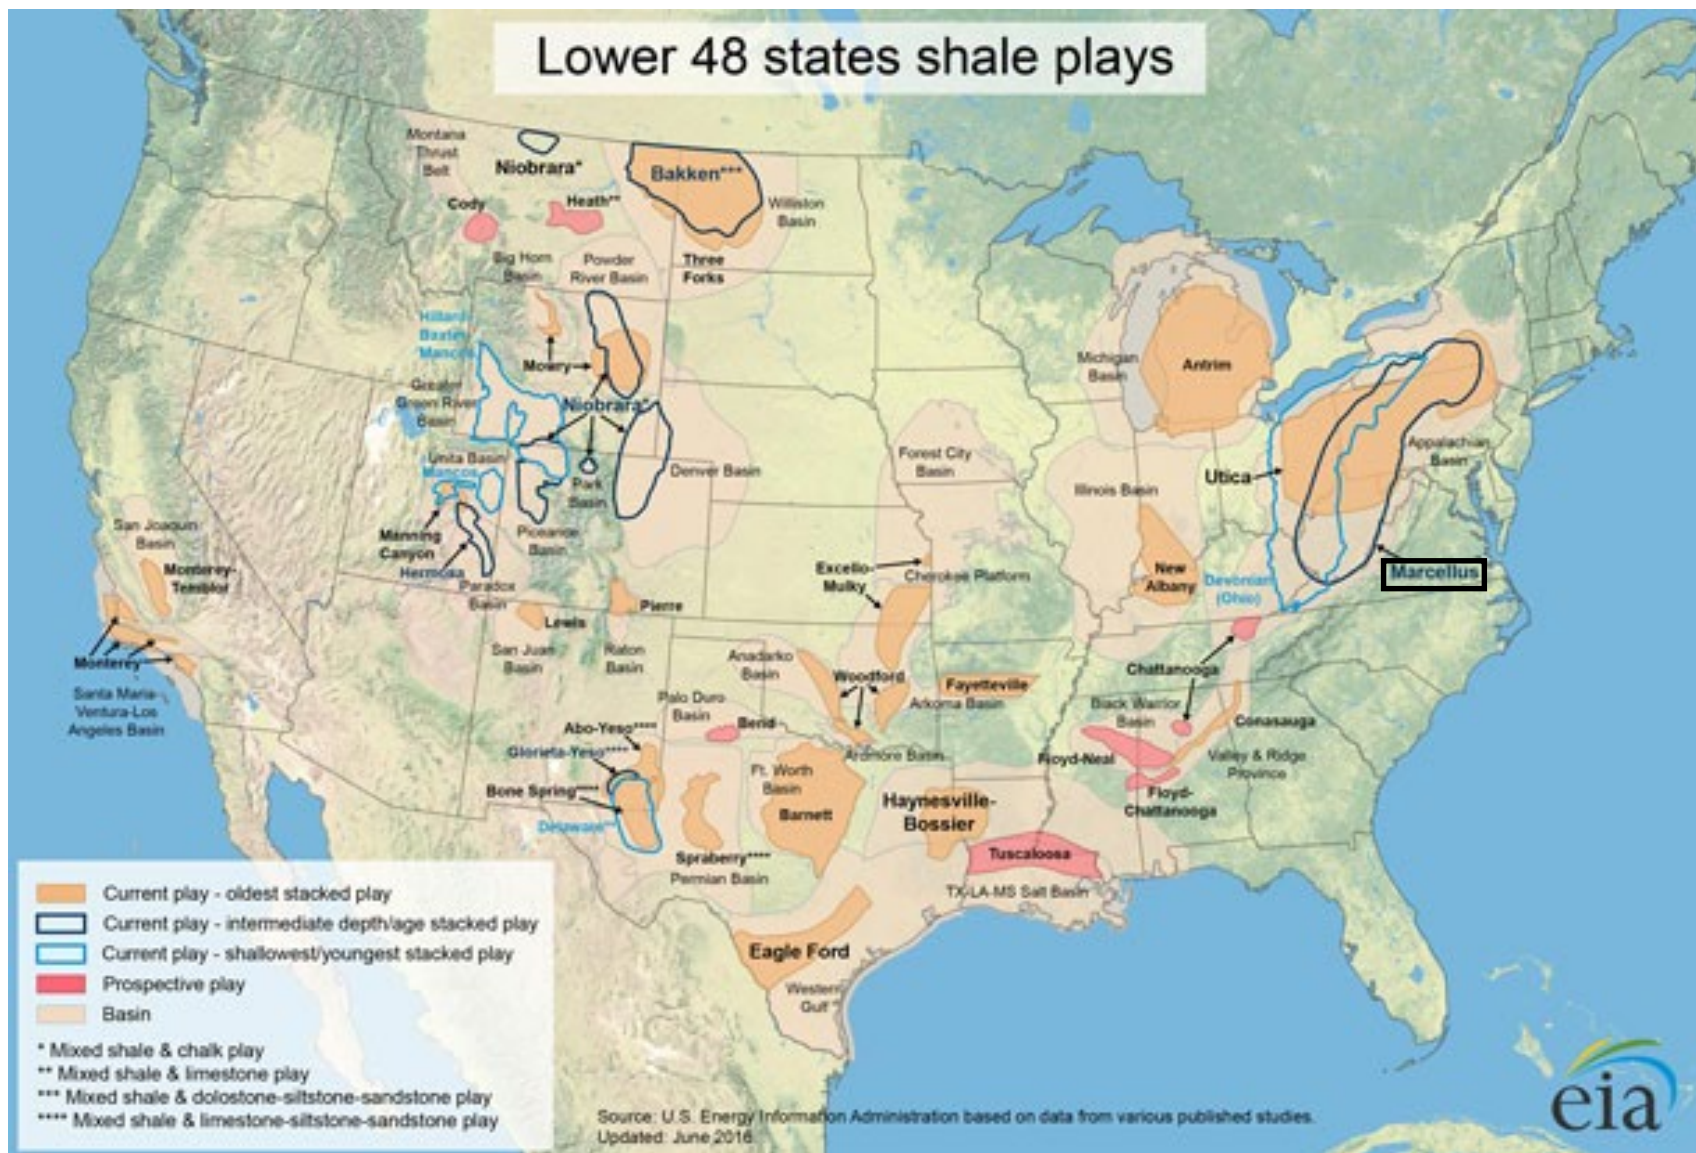 Lower 48 states shale plays
Montana
Thrust
Belt
Niobrara*
Bakken***
Cody
Heath**
Williston
Basin
Big Horn
Basin
Powder
River Basin
Three
Forks
Hilliard-
Baxter-
Mancos
Mowry
Michigan
Basin
Antrim
Greater
Green River
Basin
Niobrara*
Appalachian
Basin
Uinta Basin
Mancos
Park
Basin
Denver Basin
Forest City
Basin
Illinois Basin
Utica
San Joaquin
Basin
Manning
Canyon
Piceance
Basin
Hermosa
Monterey-
Temblor
Paradox
Basin
Excello-
Mulky
Cherokee Platform
New
Albany
Devonian
(Ohio)
Marcellus
Pierre
Lewis
Monterey
San Juan
Basin
Raton
Basin
Anadarko
Basin
Woodford
Fayetteville
Arkoma Basin
Chattanooga
Santa Maria-
Ventura-Los
Angeles Basin
Palo Duro
Basin
Bend
Black Warrior
Basin
Conasauga
Abo-Yeso****
Glorieta-Yeso****
Ardmore Basin
Floyd-Neal
Valley & Ridge
Province
Ft. Worth
Basin
Bone Spring****
Barnett
Haynesville-
Bossier
Floyd-
Chattanooga
Delaware**
Spraberry****
Permian Basin
Tuscaloosa
TX-LA-MS Salt Basin
Eagle Ford
Western
Gulf
Current play - oldest stacked play
Current play - intermediate depth/age stacked play
Current play - shallowest/youngest stacked play
Prospective play
Basin
* Mixed shale & chalk play
** Mixed shale & limestone play
*** Mixed shale & dolostone-siltstone-sandstone play
**** Mixed shale & limestone-siltstone-sandstone play
Source: U.S. Energy Information Administration based on data from various published studies.
Updated: June 2016
eia